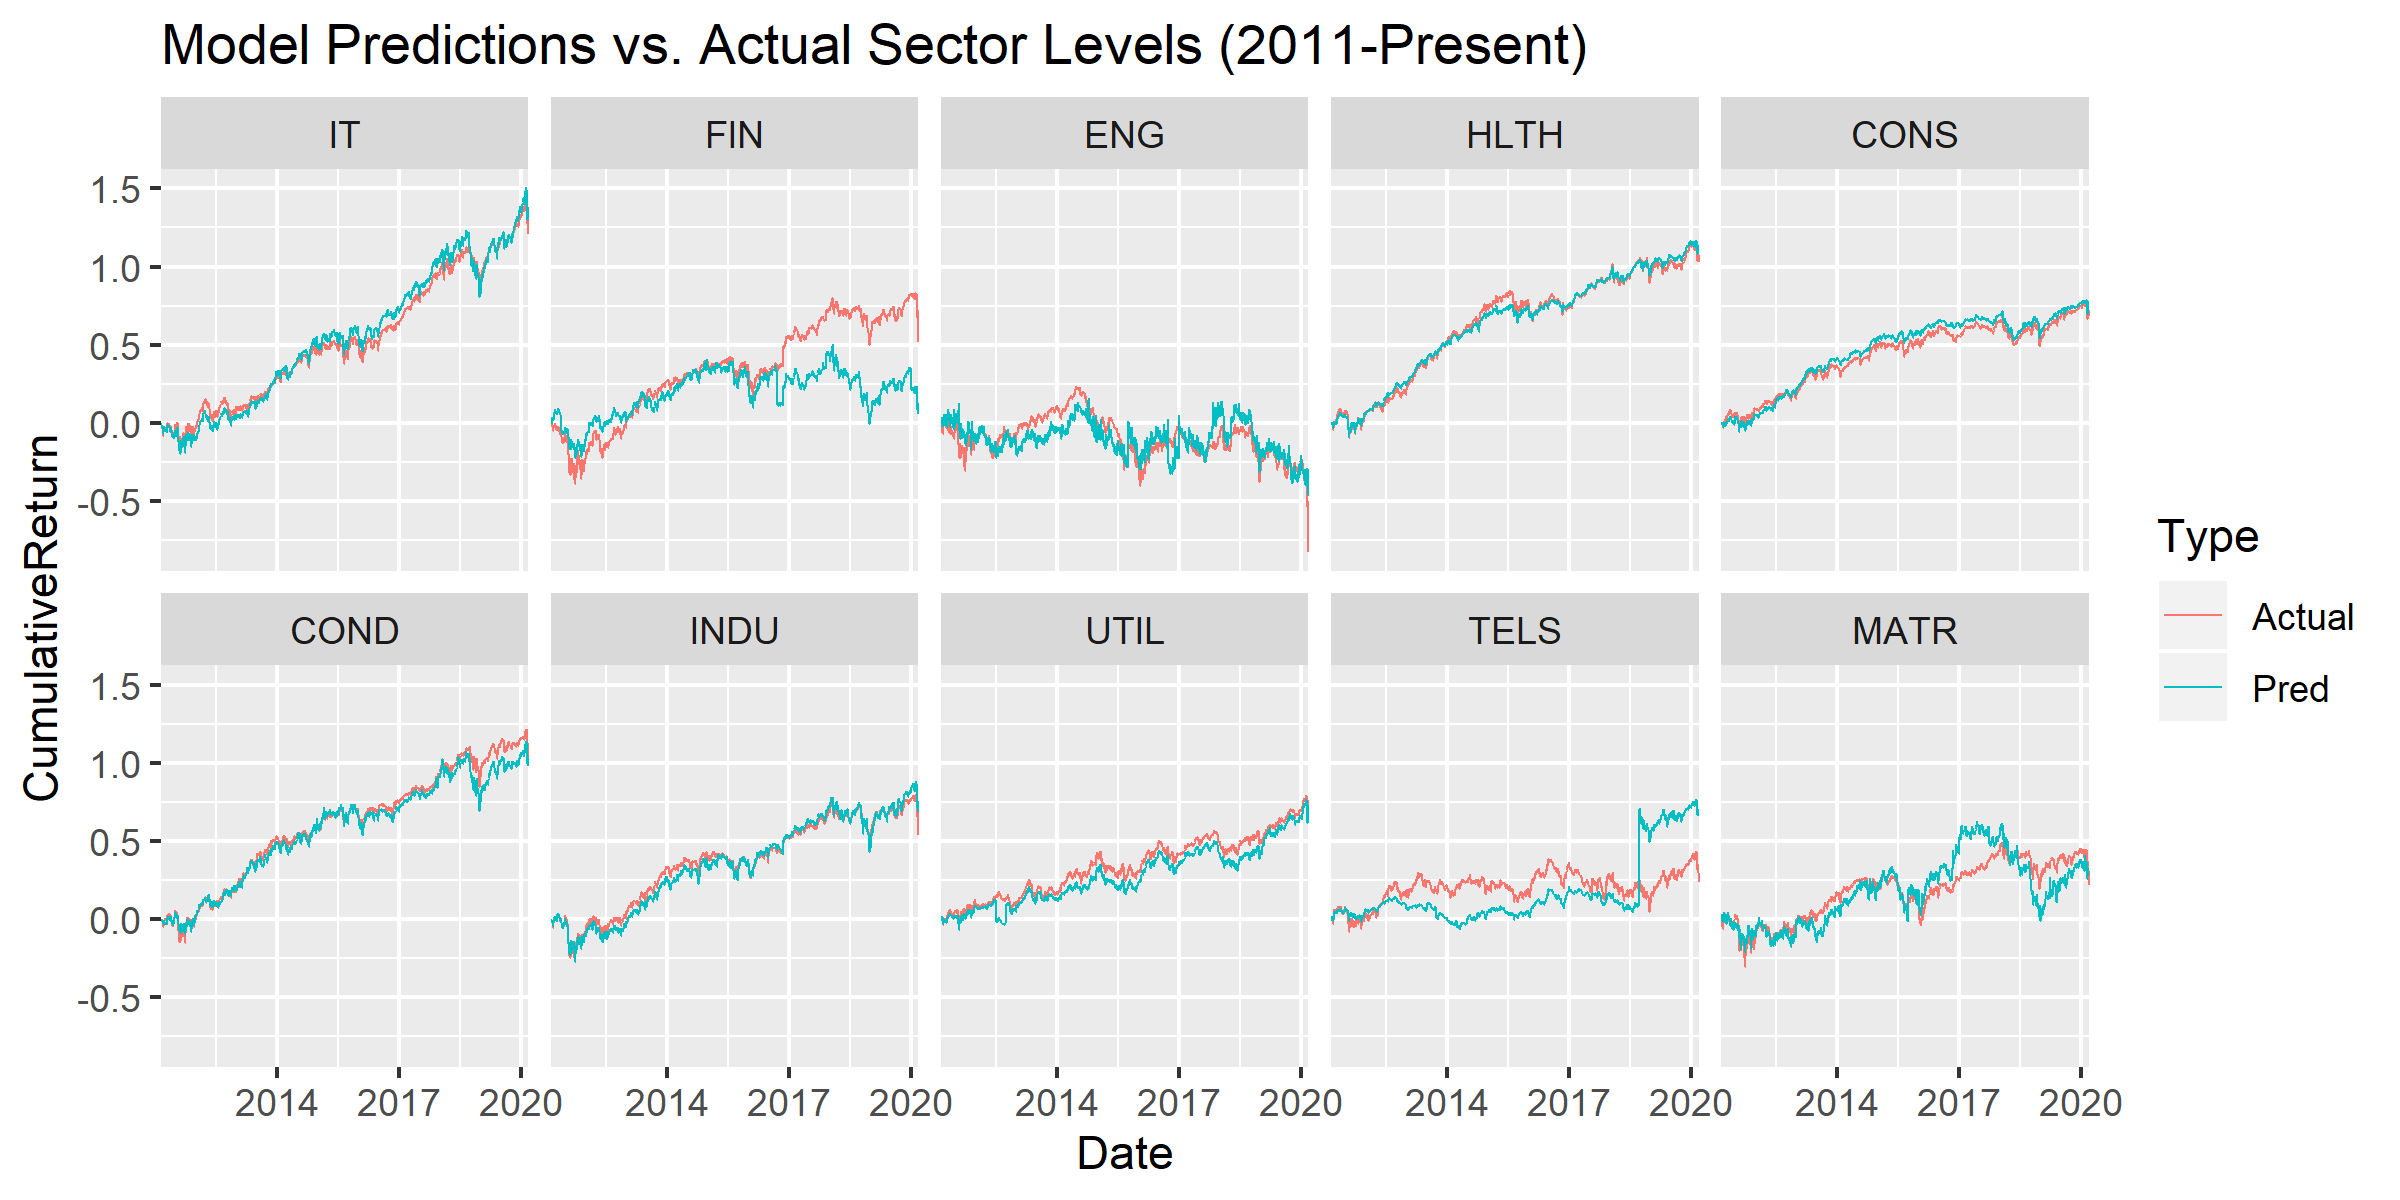 Model Predictions vs. Actual Sector Levels (2011-Present)
IT FIN ENG HLTH CONS
1.5
1.0
0.5
0.0
-0.5
COND INDU UTIL TELS MATR
1.5
1.0
0.5
0.0
-0.5
2014 2017 2020 2014 2017 2020 2014 2017 2020 2014 2017 2020 2014 2017 2020
Date
CumulativeReturn
Type
Actual
Pred